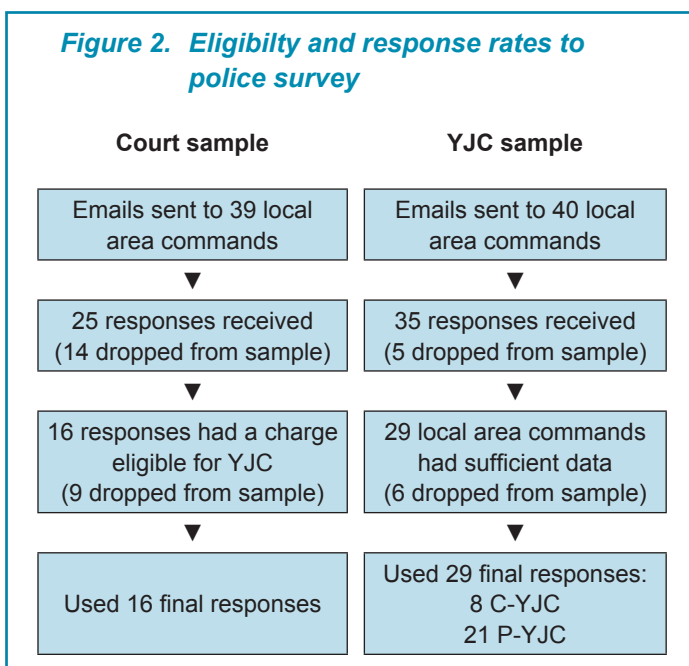 Figure 2. Eligibilty and response rates to
police survey
Court sample
Emails sent to 39 local
area commands
▼
25 responses received
(14 dropped from sample)
▼
16 responses had a charge
eligible for YJC
(9 dropped from sample)
▼
Used 16 final responses
YJC sample
Emails sent to 40 local
area commands
▼
35 responses received
(5 dropped from sample)
▼
29 local area commands
had sufficient data
(6 dropped from sample)
▼
Used 29 final responses:
8 C-YJC
21 P-YJC